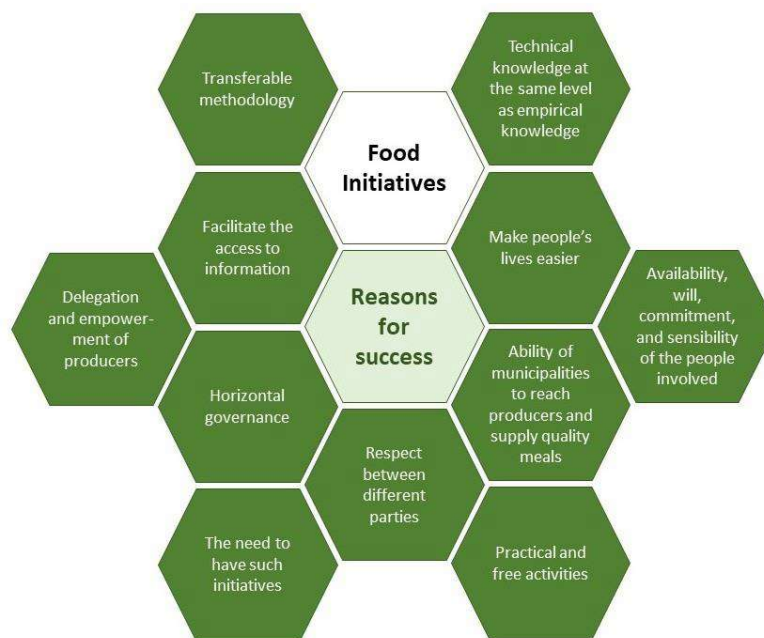 Transferable
methodology
Technical
knowledge at
the same level
as empirical
knowledge
Food
Initiatives
Facilitate the
access to
information
Make people's
lives easier
Delegation
and empower-
ment of
producers
Reasons
for
success
Availability,
will,
commitment,
and sensibility
of the people
involved
Horizontal
governance
Ability of
municipalities
to reach
producers and
supply quality
meals
Respect
between
different
parties
The need to
have such
initiatives
Practical and
free activities